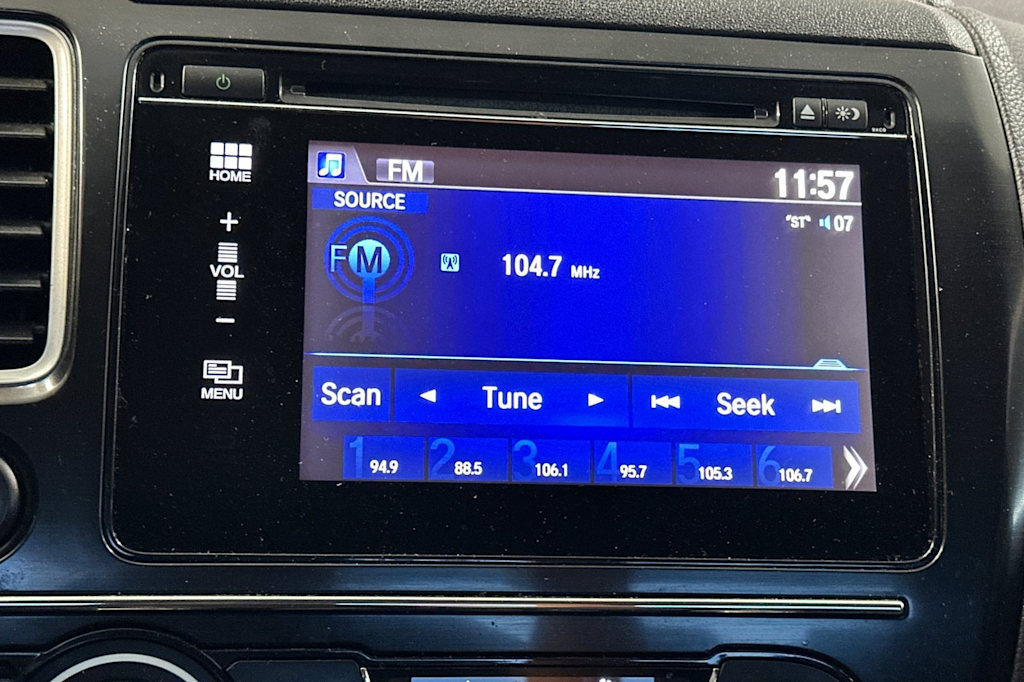 HOME
FM
11:57
SOURCE
"ST" 07
+
VOL
−
FM
104.7 MHz
MENU
Scan
Tune
Seek
1 94.9
2 88.5
3 106.1
4 95.7
5 105.3
6 106.7